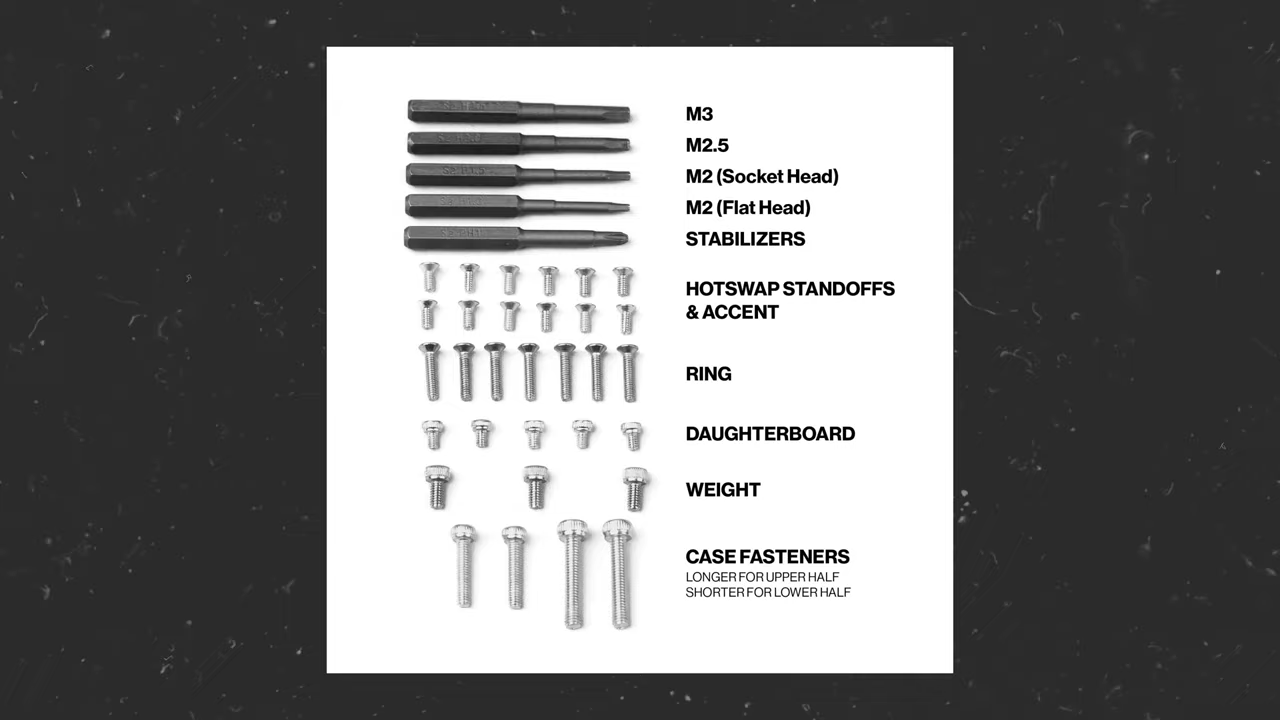 M3
M2.5
M2 (Socket Head)
M2 (Flat Head)
STABILIZERS
HOTSWAP STANDOFFS
& ACCENT
RING
DAUGHTERBOARD
WEIGHT
CASE FASTENERS
LONGER FOR UPPER HALF
SHORTER FOR LOWER HALF